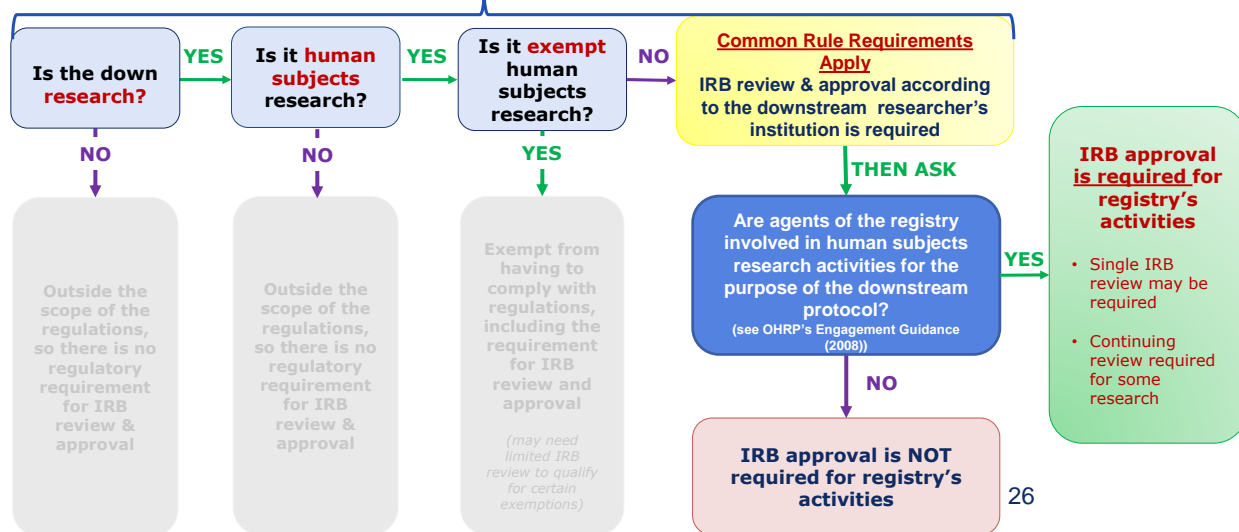 Is the down
research?
YES
NO
Is it human
subjects
research?
YES
NO
Is it exempt
human
subjects
research?
NO
YES
Common Rule Requirements
Apply
IRB review & approval according
to the downstream researcher's
institution is required
THEN ASK
Outside the
scope of the
regulations,
so there is no
regulatory
requirement
for IRB
review &
approval
Outside the
scope of the
regulations,
so there is no
regulatory
requirement
for IRB
review &
approval
Exempt from
having to
comply with
regulations,
including the
requirement
for IRB
review and
approval
(may need
limited IRB
review to qualify
for certain
exemptions)
Are agents of the registry
involved in human subjects
research activities for the
purpose of the downstream
protocol?
(see OHRP's Engagement Guidance
(2008))
YES
NO
IRB approval
is required for
registry's
activities
• Single IRB
review may be
required
• Continuing
review required
for some
research
IRB approval is NOT
required for registry's
activities
26